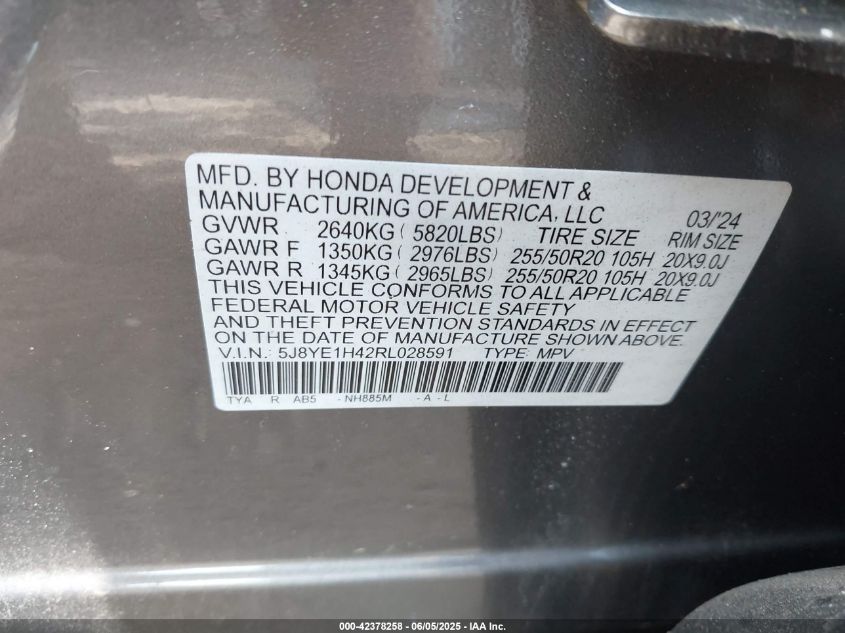 MFD. BY HONDA DEVELOPMENT &
MANUFACTURING OF AMERICA, LLC 03/'24
GVWR 2640KG ( 5820LBS) TIRE SIZE RIM SIZE
GAWR F 1350KG ( 2976LBS) 255/50R20 105H 20X9.0J
GAWR R 1345KG ( 2965LBS) 255/50R20 105H 20X9.0J
THIS VEHICLE CONFORMS TO ALL APPLICABLE
FEDERAL MOTOR VEHICLE SAFETY
AND THEFT PREVENTION STANDARDS IN EFFECT
ON THE DATE OF MANUFACTURE SHOWN ABOVE.
V.I.N.: 5J8YE1H42RL028591 TYPE: MPV
TYA R AB5 -NH885M -A-L
000-42378258 - 06/05/2025 - IAA Inc.